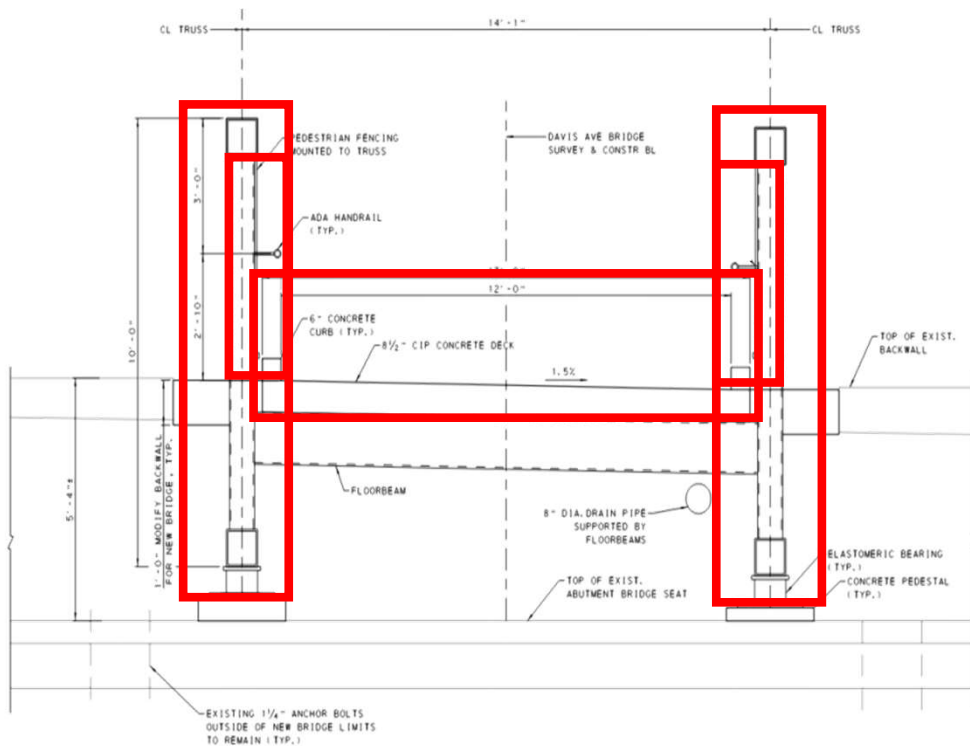 14'-1"
CL TRUSS
CL TRUSS
PEDESTRIAN FENCING
MOUNTED TO TRUSS
DAVIS AVE BRIDGE
SURVEY & CONSTR BL
3'-0"
ADA HANDRAIL
(TYP.)
12'-0"
2'-10"
10'-0"
6" CONCRETE
CURB (TYP.)
8½" CIP CONCRETE DECK
1.5%
TOP OF EXIST.
BACKWALL
5'-4"±
1'-0" MODIFY BACKWALL
FOR NEW BRIDGE, TYP.
FLOORBEAM
8" DIA. DRAIN PIPE
SUPPORTED BY
FLOORBEAMS
ELASTOMERIC BEARING
(TYP.)
CONCRETE PEDESTAL
(TYP.)
TOP OF EXIST.
ABUTMENT BRIDGE SEAT
EXISTING 1¼" ANCHOR BOLTS
OUTSIDE OF NEW BRIDGE LIMITS
TO REMAIN (TYP.)